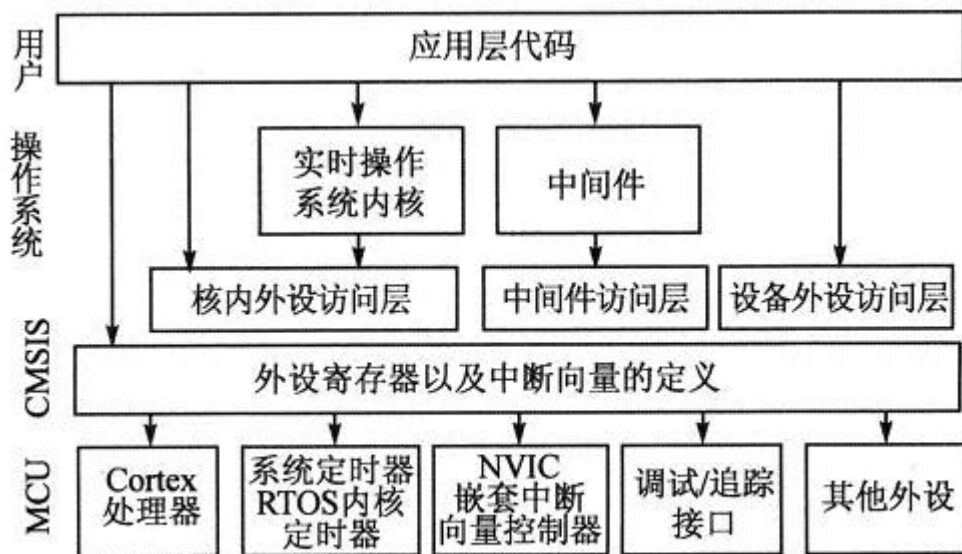 用户
应用层代码
操作系统
实时操作
系统内核
中间件
核内外设访问层
中间件访问层
设备外设访问层
CMSIS
外设寄存器以及中断向量的定义
MCU
Cortex
处理器
系统定时器
RTOS内核
定时器
NVIC
嵌套中断
向量控制器
调试/追踪
接口
其他外设